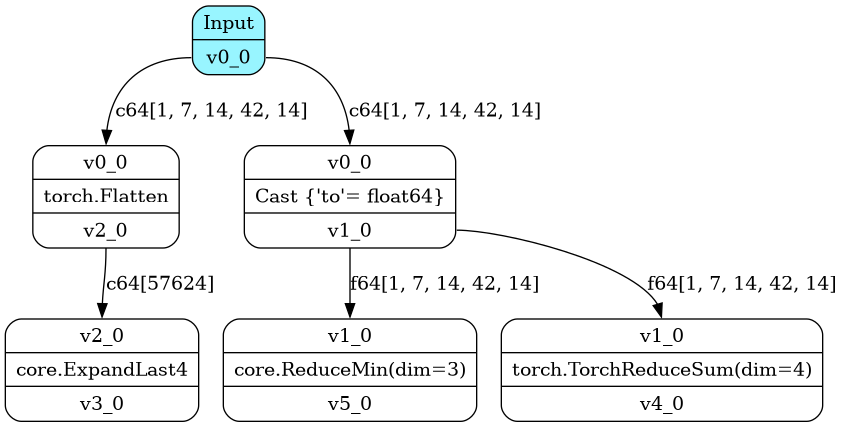 Input
v0_0
c64[1, 7, 14, 42, 14]
c64[1, 7, 14, 42, 14]
v0_0
torch.Flatten
v2_0
v0_0
Cast {'to'= float64}
v1_0
c64[57624]
f64[1, 7, 14, 42, 14]
f64[1, 7, 14, 42, 14]
v2_0
core.ExpandLast4
v3_0
v1_0
core.ReduceMin(dim=3)
v5_0
v1_0
torch.TorchReduceSum(dim=4)
v4_0